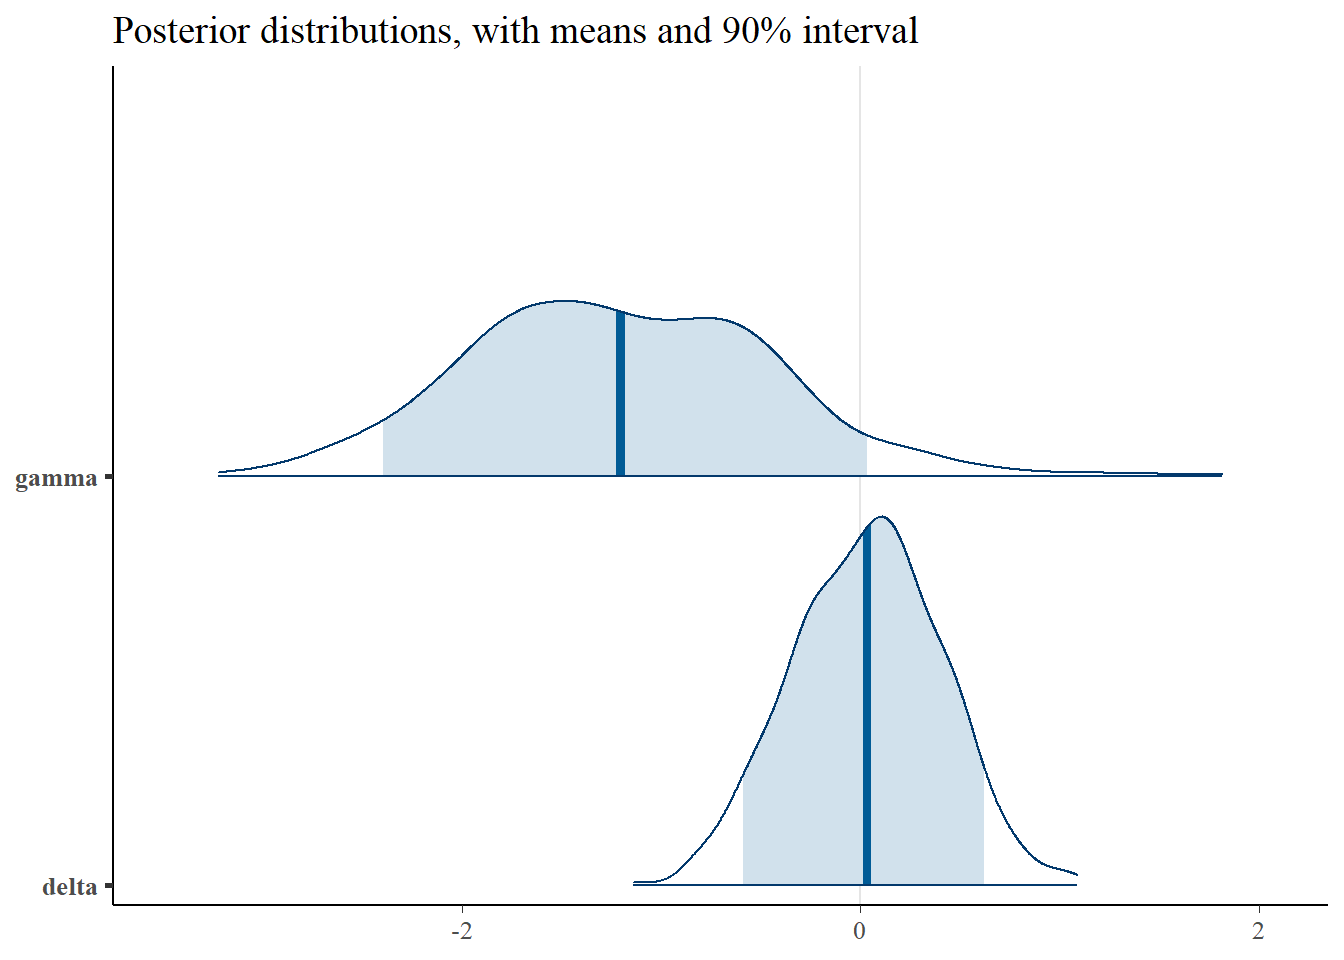 Posterior distributions, with means and 90% interval
gamma
delta
-2
0
2